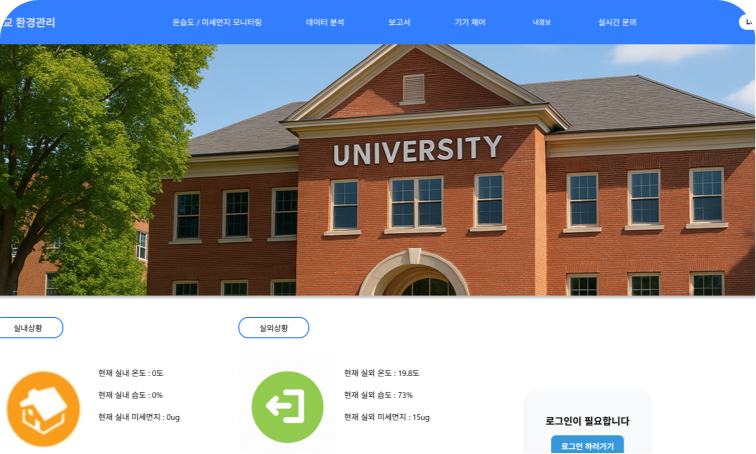 교 환경관리
온습도 / 미세먼지 모니터링
데이터 분석
보고서
기기 제어
내정보
실시간 문의
UNIVERSITY
실내상황
실외상황
현재 실내 온도 : 0도
현재 실내 습도 : 0%
현재 실내 미세먼지 : 0ug
현재 실외 온도 : 19.8도
현재 실외 습도 : 73%
현재 실외 미세먼지 : 15ug
로그인이 필요합니다
로그인 하러가기